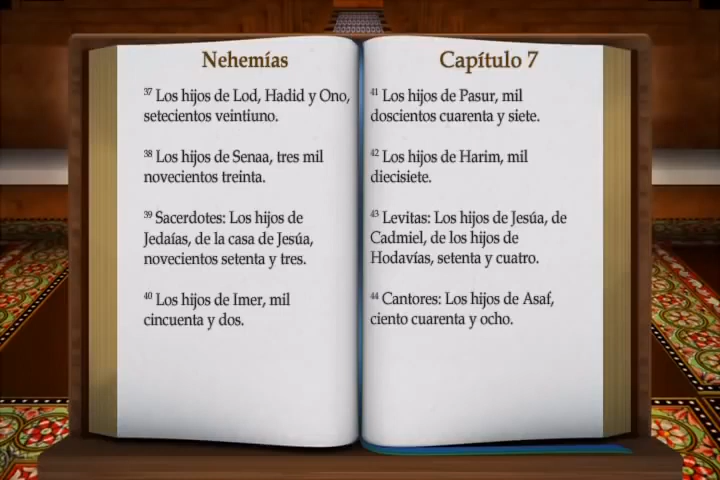 Nehemías
37 Los hijos de Lod, Hadid y Ono,
setecientos veintiuno.
38 Los hijos de Senaa, tres mil
novecientos treinta.
39 Sacerdotes: Los hijos de
Jedaías, de la casa de Jesúa,
novecientos setenta y tres.
40 Los hijos de Imer, mil
cincuenta y dos.
Capítulo 7
41 Los hijos de Pasur, mil
doscientos cuarenta y siete.
42 Los hijos de Harim, mil
diecisiete.
43 Levitas: Los hijos de Jesúa, de
Cadmiel, de los hijos de
Hodavías, setenta y cuatro.
44 Cantores: Los hijos de Asaf,
ciento cuarenta y ocho.